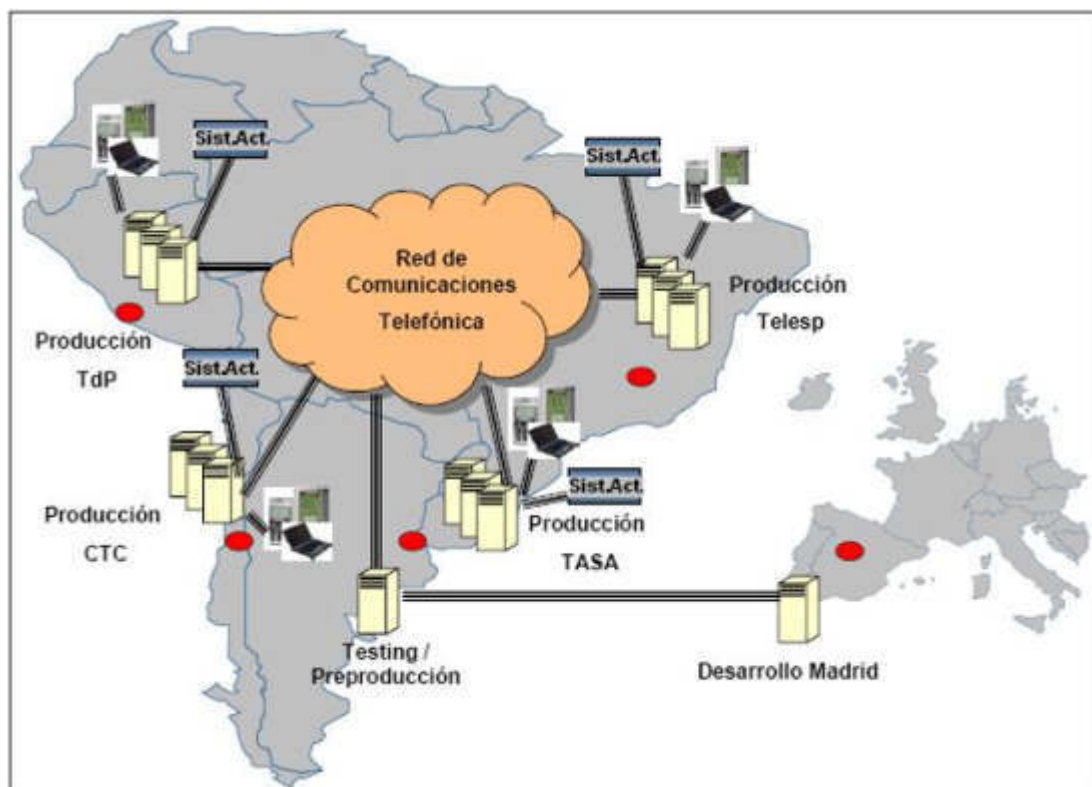 Sist.Act.
Sist.Act.
Red de
Comunicaciones
Telefónica
Producción
Telesp
Producción
TdP
Sist.Act.
Sist.Act.
Producción
CTC
Producción
TASA
Testing /
Preproducción
Desarrollo Madrid